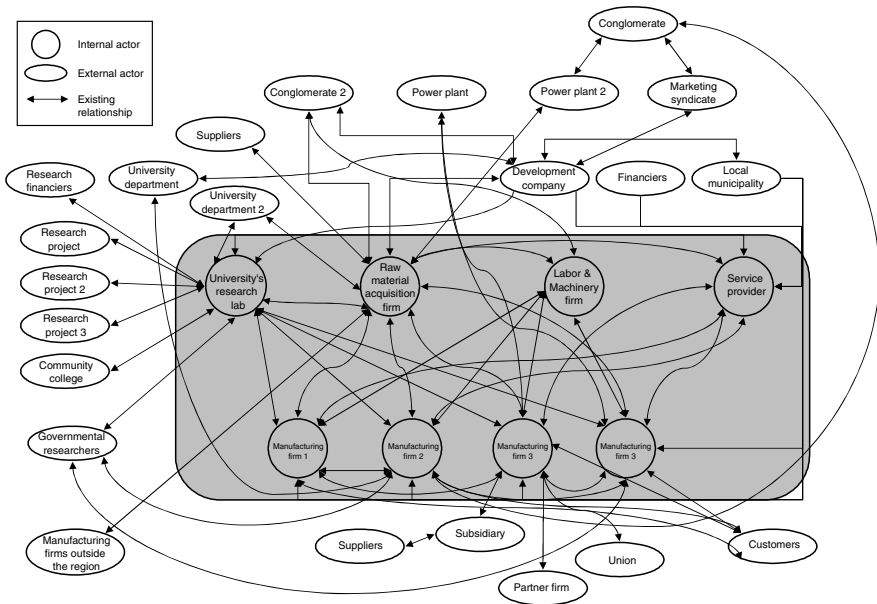 Internal actor
External actor
Existing
relationship
Conglomerate
Conglomerate 2
Power plant
Power plant 2
Marketing
syndicate
Suppliers
Research
financiers
University
department
University
department 2
Development
company
Financiers
Local
municipality
Research
project
Research
project 2
Research
project 3
Community
college
University's
research
lab
Raw
material
acquisition
firm
Labor &
Machinery
firm
Service
provider
Governmental
researchers
Manufacturing
firm 1
Manufacturing
firm 2
Manufacturing
firm 3
Manufacturing
firm 3
Manufacturing
firms outside
the region
Suppliers
Subsidiary
Partner firm
Union
Customers